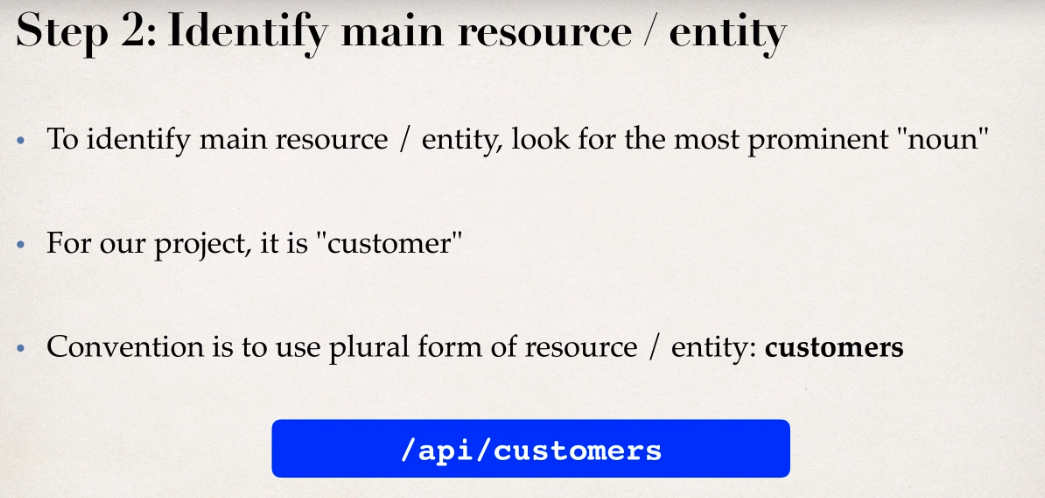 Step 2: Identify main resource / entity
• To identify main resource / entity, look for the most prominent "noun"
• For our project, it is "customer"
• Convention is to use plural form of resource / entity: customers
/api/customers